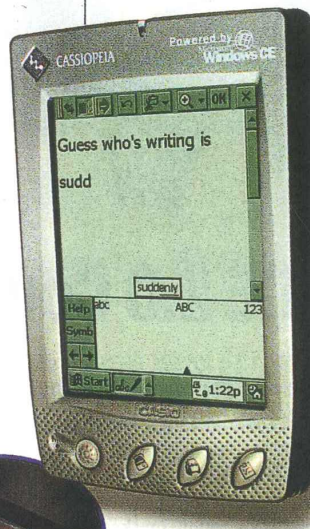 CASSIOPEIA
Powered by
Windows CE
OK
Guess who's writing is
sudd
suddenly
Help
abc
ABC
123
Symb
Start
1:22p
CASIO